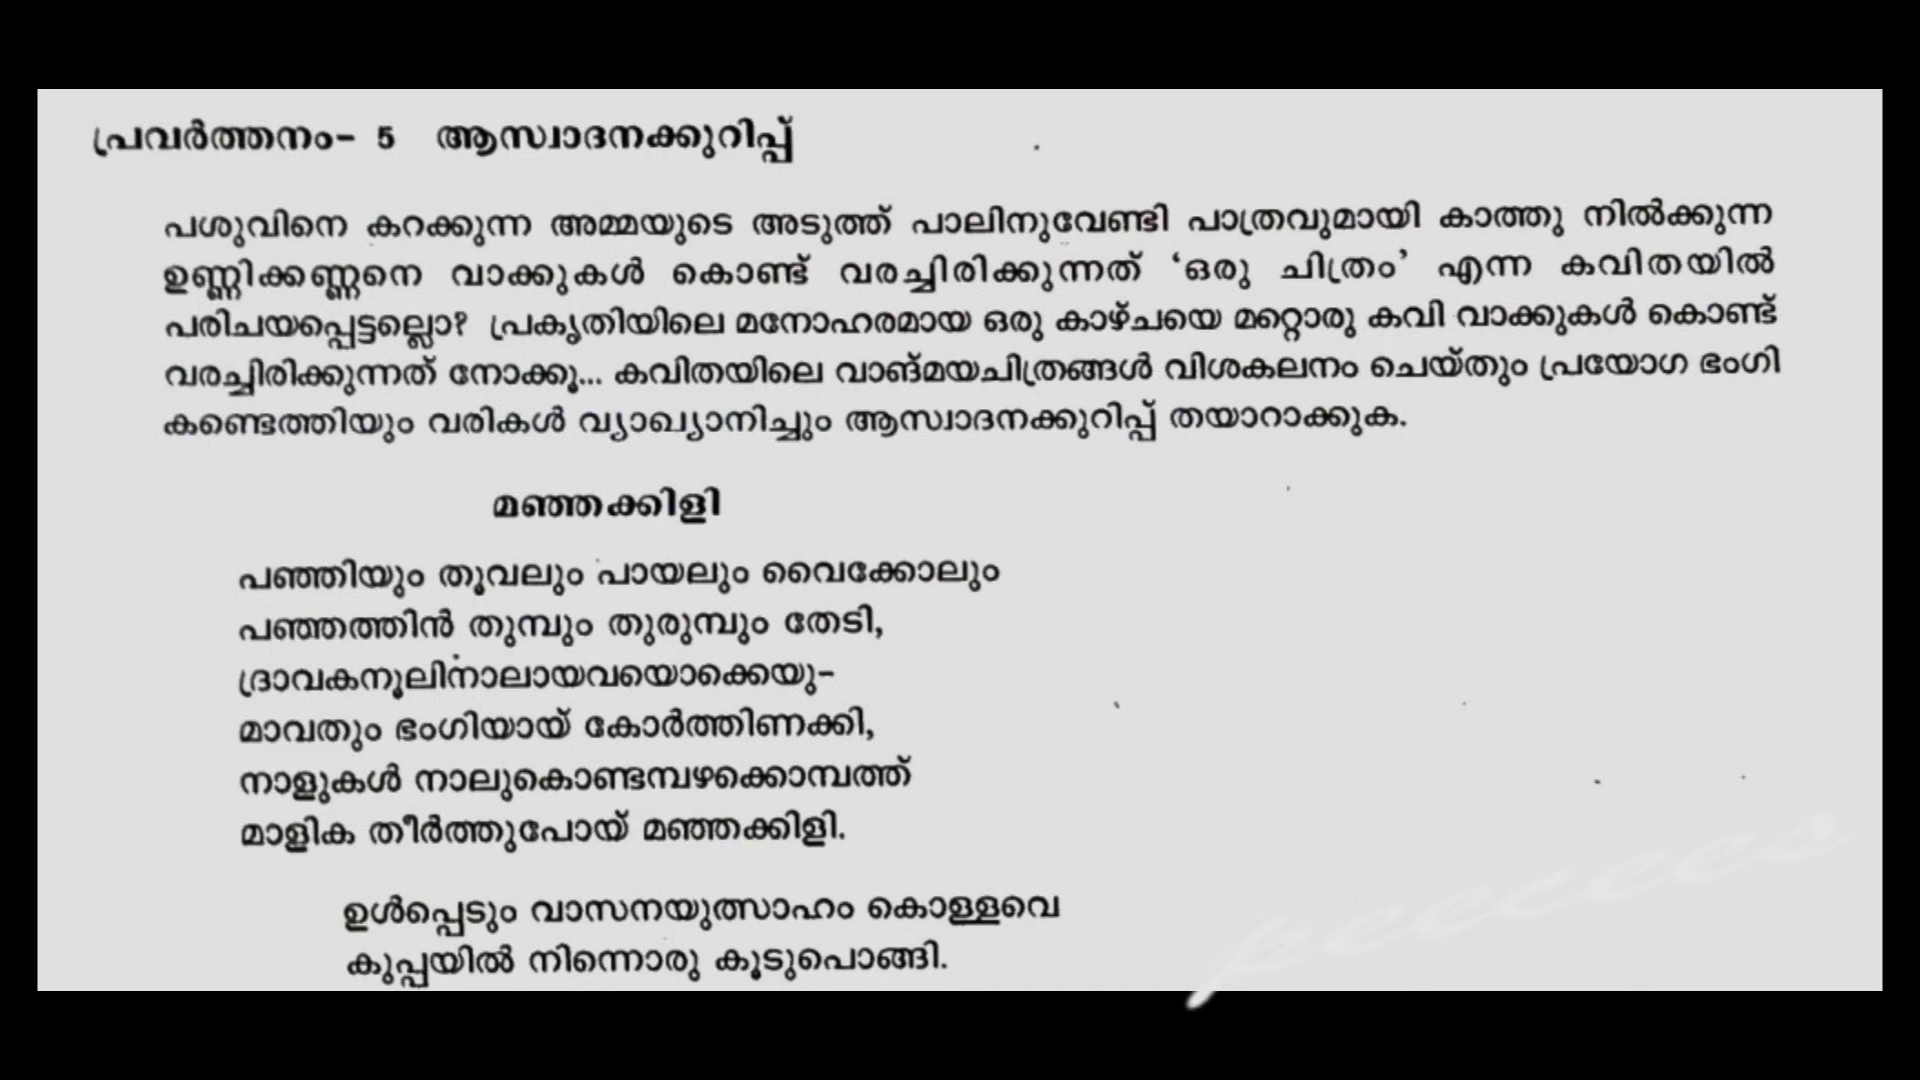 പ്രവർത്തനം- 5 ആസ്വാദനക്കുറിപ്പ്
പശുവിനെ കറക്കുന്ന അമ്മയുടെ അടുത്ത് പാലിനുവേണ്ടി പാത്രവുമായി കാത്തു നിൽക്കുന്ന
ഉണ്ണിക്കണ്ണനെ വാക്കുകൾ കൊണ്ട് വരച്ചിരിക്കുന്നത് ‘ഒരു ചിത്രം’ എന്ന കവിതയിൽ
പരിചയപ്പെട്ടല്ലൊ? പ്രകൃതിയിലെ മനോഹരമായ ഒരു കാഴ്ചയെ മറ്റൊരു കവി വാക്കുകൾ കൊണ്ട്
വരച്ചിരിക്കുന്നത് നോക്കൂ... കവിതയിലെ വാങ്മയചിത്രങ്ങൾ വിശകലനം ചെയ്തും പ്രയോഗ ഭംഗി
കണ്ടെത്തിയും വരികൾ വ്യാഖ്യാനിച്ചും ആസ്വാദനക്കുറിപ്പ് തയാറാക്കുക.
മഞ്ഞക്കിളി
പഞ്ഞിയും തൂവലും പായലും വൈക്കോലും
പഞ്ഞത്തിൻ തുമ്പും തുരുമ്പും തേടി,
ദ്രാവകനൂലിനാലായവയൊക്കെയു-
മാവതും ഭംഗിയായ് കോർത്തിണക്കി,
നാളുകൾ നാലുകൊണ്ടമ്പഴക്കൊമ്പത്ത്
മാളിക തീർത്തുപോയ് മഞ്ഞക്കിളി.
ഉൾപ്പെടും വാസനയുത്സാഹം കൊള്ളവെ
കുപ്പയിൽ നിന്നൊരു കൂടുപൊങ്ങി.
peecees